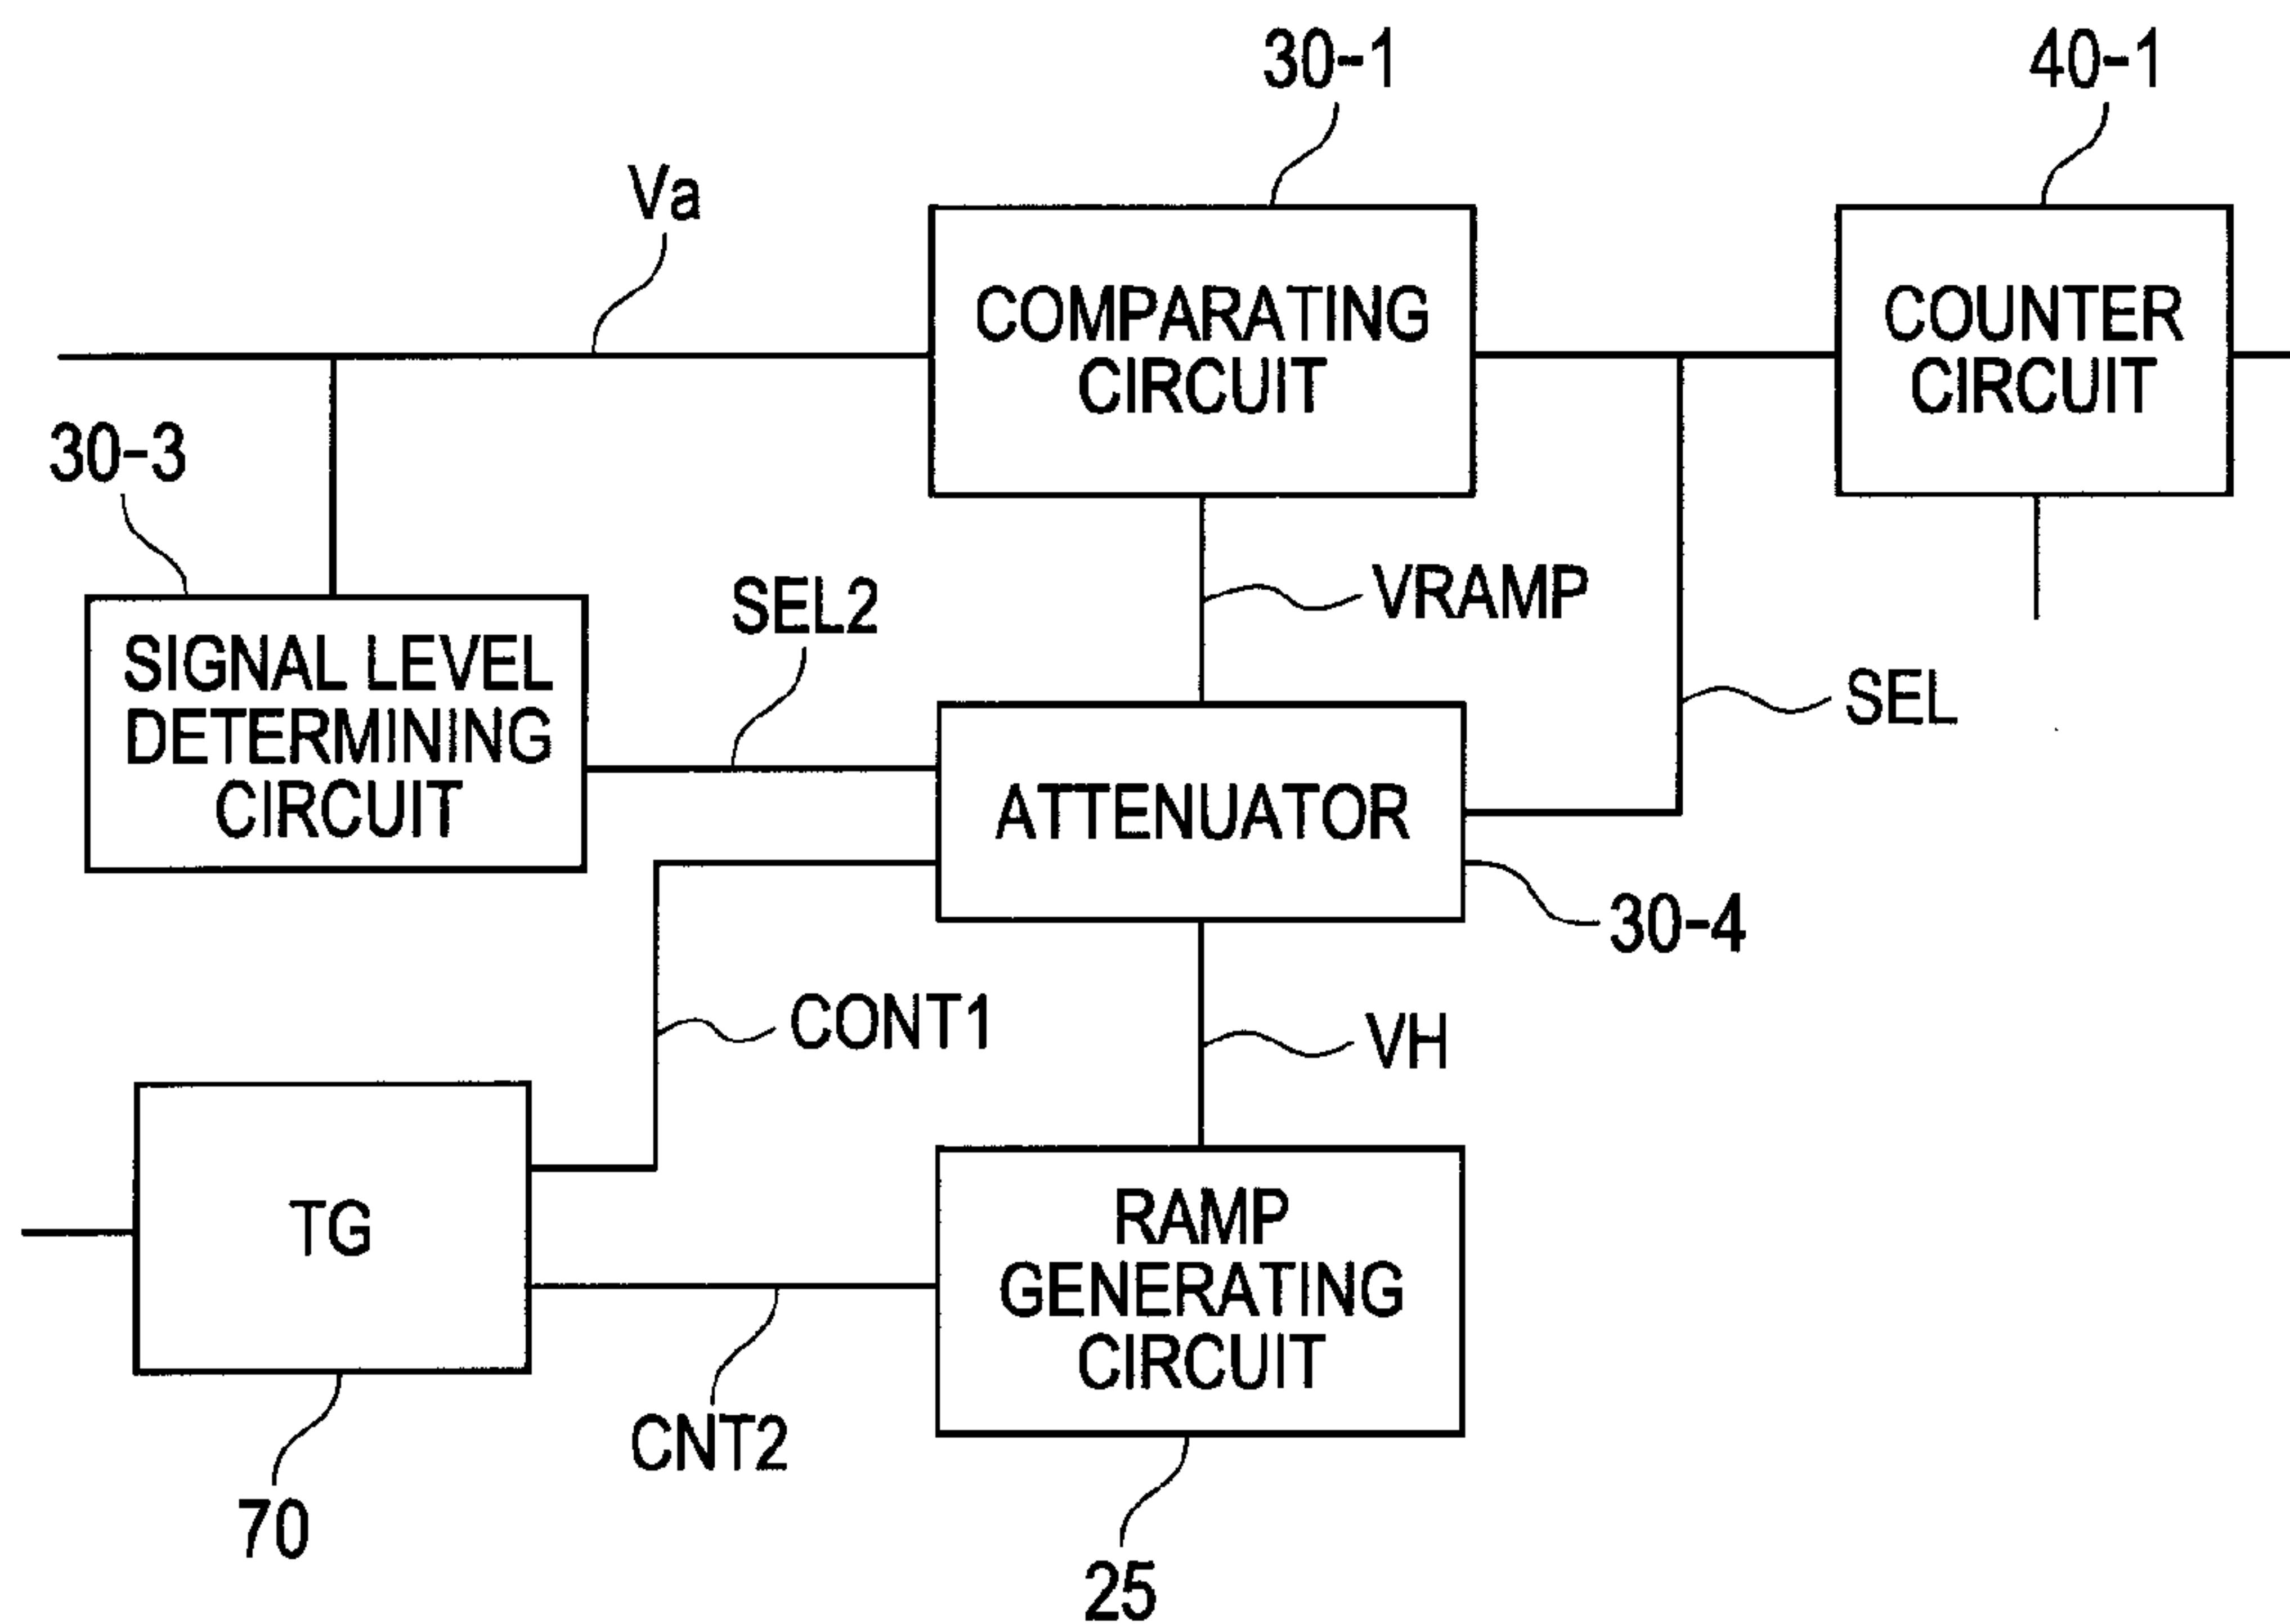 30-1
40-1
Va
COMPARATING
CIRCUIT
COUNTER
CIRCUIT
30-3
SEL2
VRAMP
SIGNAL LEVEL
DETERMINING
CIRCUIT
SEL
ATTENUATOR
30-4
CONT1
VH
TG
RAMP
GENERATING
CIRCUIT
CNT2
70
25